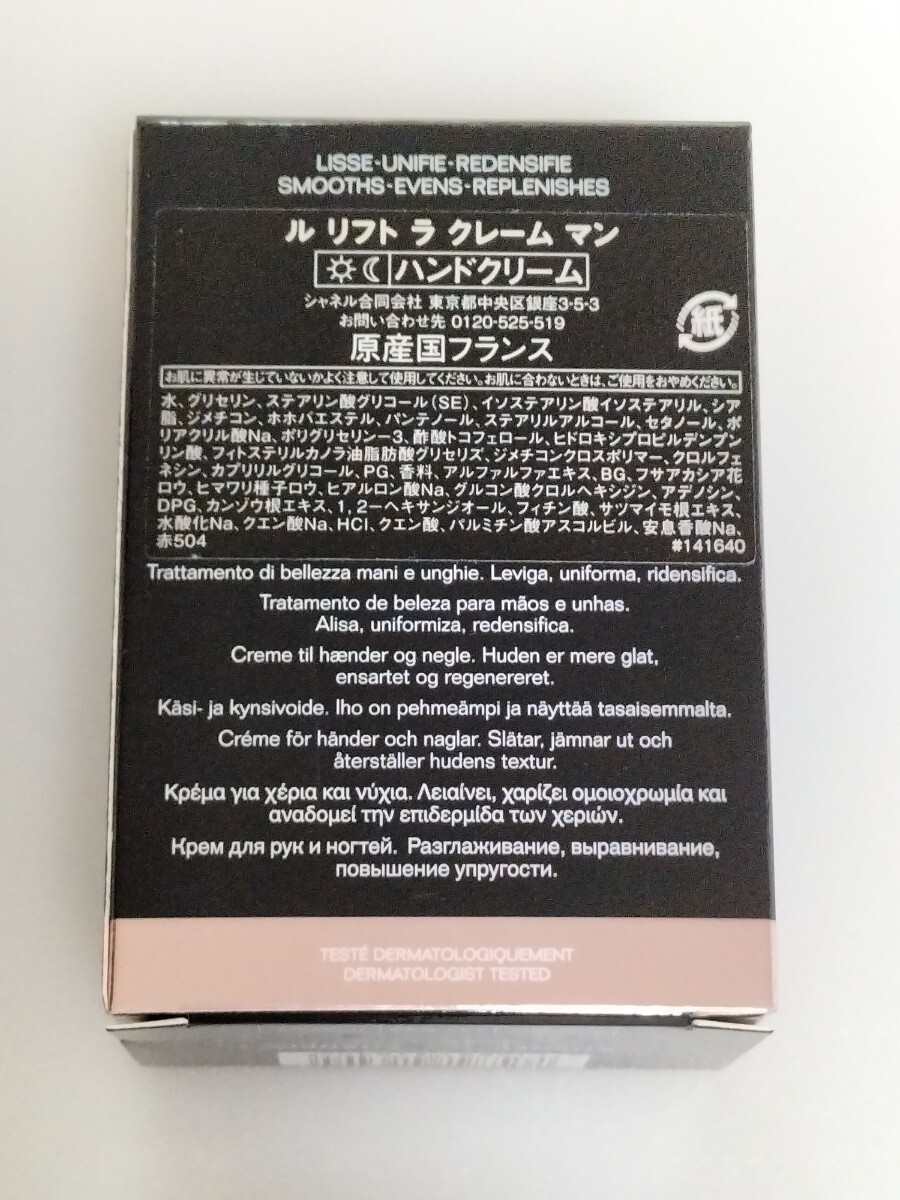 LISSE-UNIFIE-REDENSIFIE
SMOOTHS-EVENS-REPLENISHES
ル リフト ラ クレーム マン
ハンドクリーム
シャネル合同会社 東京都中央区銀座3-5-3
お問い合わせ先 0120-525-519
紙
原産国フランス
お肌に異常が生じていないかよく注意して使用してください。お肌に合わないときは、ご使用をおやめください。
水、グリセリン、ステアリン酸グリコール(SE)、イソステアリン酸イソステアリル、シア
脂、ジメチコン、ホホバエステル、パンテノール、ステアリルアルコール、セタノール、ポ
リアクリル酸Na、ポリグリセリン-3、酢酸トコフェロール、ヒドロキシプロピルデンプン
リン酸、フィトステリルカノラ油脂肪酸グリセリズ、ジメチコンクロスポリマー、クロルフェ
ネシン、カプリリルグリコール、PG、香料、アルファルファエキス、BG、フサアカシア花
ロウ、ヒマワリ種子ロウ、ヒアルロン酸Na、グルコン酸クロルヘキシジン、アデノシン、
DPG、カンゾウ根エキス、1,2-ヘキサンジオール、フィチン酸、サツマイモ根エキス、
水酸化Na、クエン酸Na、HCl、クエン酸、パルミチン酸アスコルビル、安息香酸Na、
赤504 #141640
Trattamento di bellezza mani e unghie. Leviga, uniforma, ridensifica.
Tratamento de beleza para mãos e unhas.
Alisa, uniformiza, redensifica.
Creme til hænder og negle. Huden er mere glat,
ensartet og regenereret.
Käsi- ja kynsivoide. Iho on pehmeämpi ja näyttää tasaisemmalta.
Créme för händer och naglar. Slätar, jämnar ut och
återställer hudens textur.
Κρέμα για χέρια και νύχια. Λειαίνει, χαρίζει ομοιοχρωμία και
αναδομεί την επιδερμίδα των χεριών.
Крем для рук и ногтей. Разглаживание, выравнивание,
повышение упругости.
TESTÉ DERMATOLOGIQUEMENT
DERMATOLOGIST TESTED